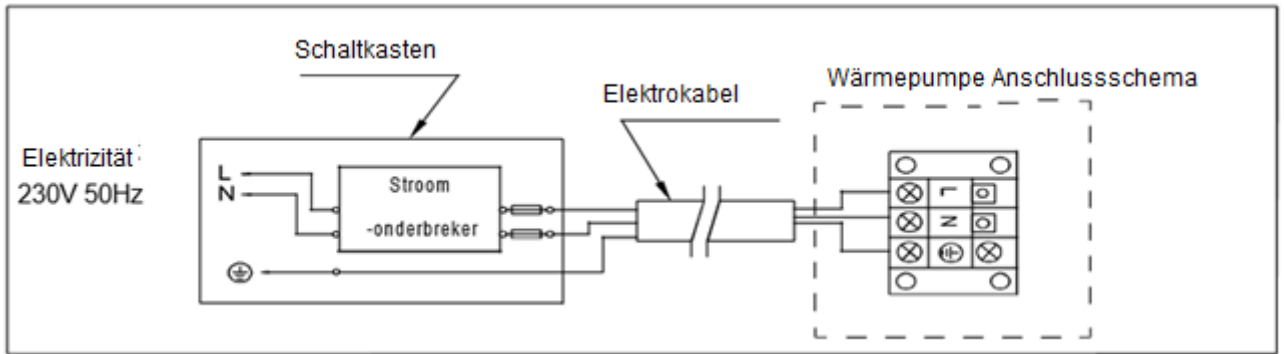 Schaltkasten
Wärmepumpe Anschlussschema
Elektrokabel
Elektrizität
230V 50Hz
L
N
Stroom
-onderbreker
L
N